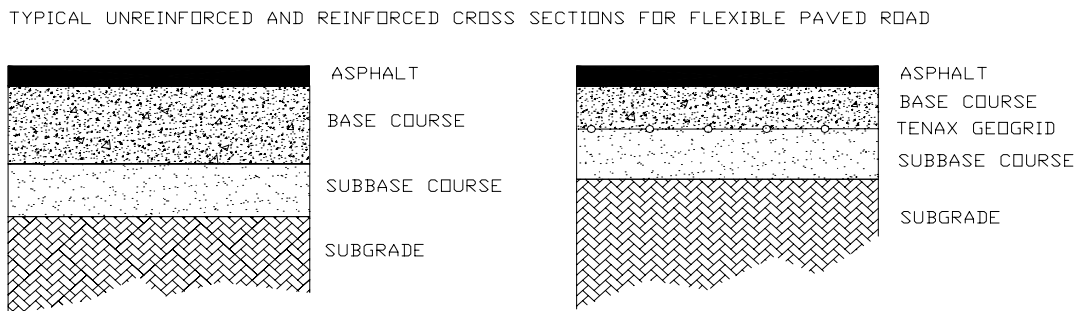 TYPICAL UNREINFORCED AND REINFORCED CROSS SECTIONS FOR FLEXIBLE PAVED ROAD
ASPHALT
BASE COURSE
SUBBASE COURSE
SUBGRADE
ASPHALT
BASE COURSE
TENAX GEOGRID
SUBBASE COURSE
SUBGRADE